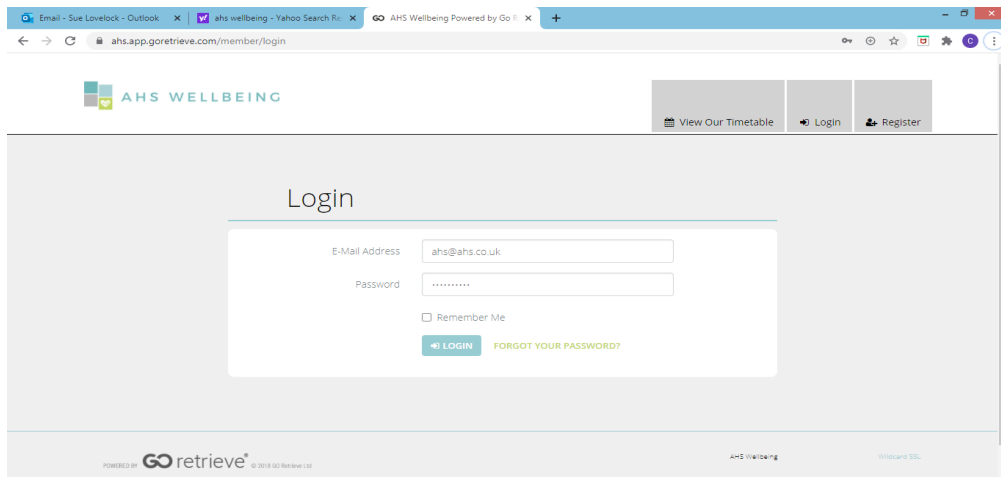 Email - Sue Lovelock - Outlook
ahs wellbeing - Yahoo Search Re
AHS Wellbeing Powered by Go R
ahs.app.goretrieve.com/member/login
AHS WELLBEING
View Our Timetable
Login
Register
Login
E-Mail Address
ahs@ahs.co.uk
Password
Remember Me
LOGIN
FORGOT YOUR PASSWORD?
POWERED BY GO retrieve® © 2018 GO Retrieve Ltd
AHS Wellbeing
Wildcard SSL